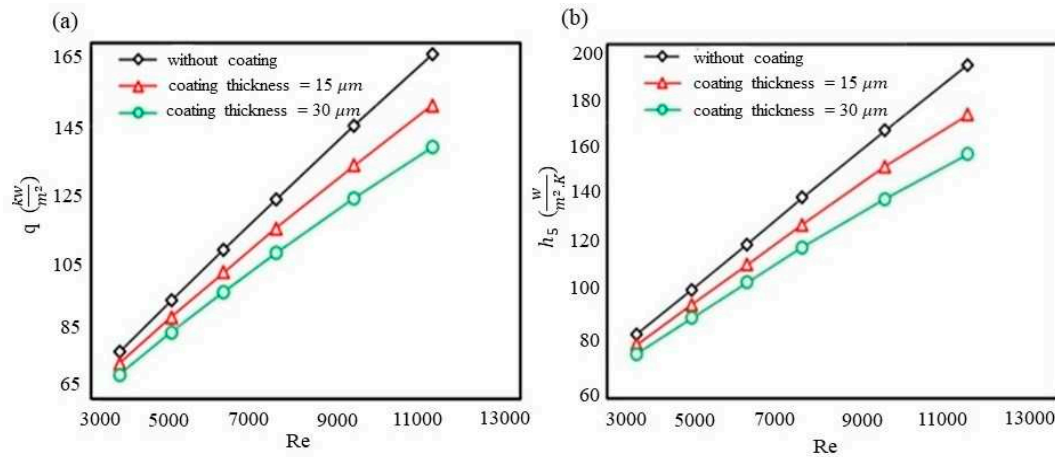 (a)
without coating
coating thickness = 15 μm
coating thickness = 30 μm
165
145
125
105
85
65
q (kw/m²)
3000 5000 7000 9000 11000 13000
Re
(b)
without coating
coating thickness = 15 μm
coating thickness = 30 μm
200
180
160
140
120
100
80
60
h₅ (w/m².K)
3000 5000 7000 9000 11000 13000
Re